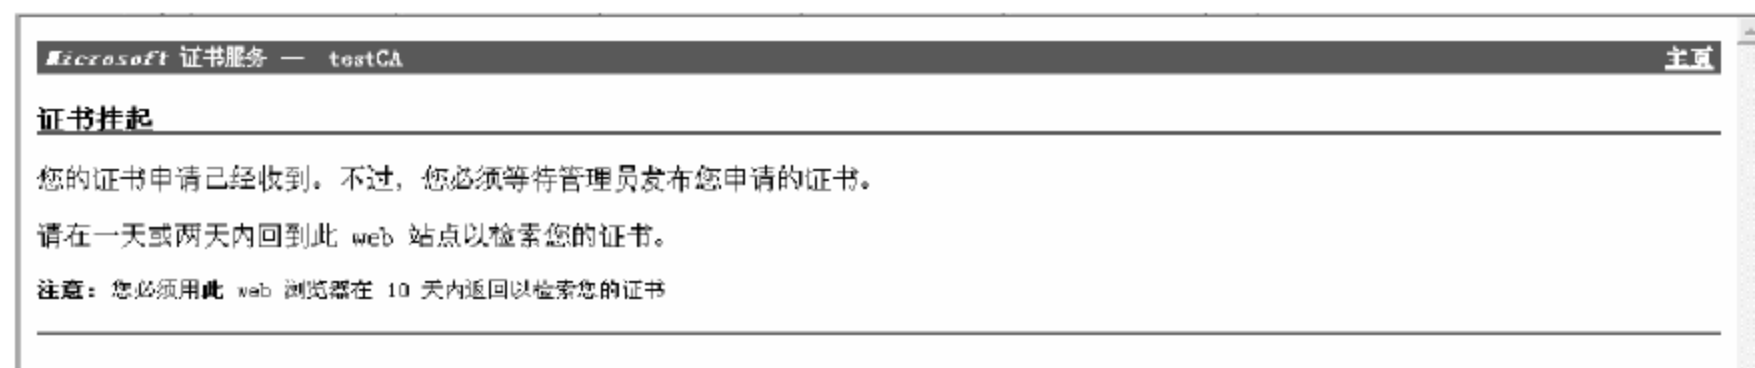 Microsoft 证书服务 — testCA 主页
证书挂起
您的证书申请已经收到。不过，您必须等待管理员发布您申请的证书。
请在一天或两天内回到此 web 站点以检索您的证书。
注意：您必须用此 web 浏览器在 10 天内返回以检索您的证书